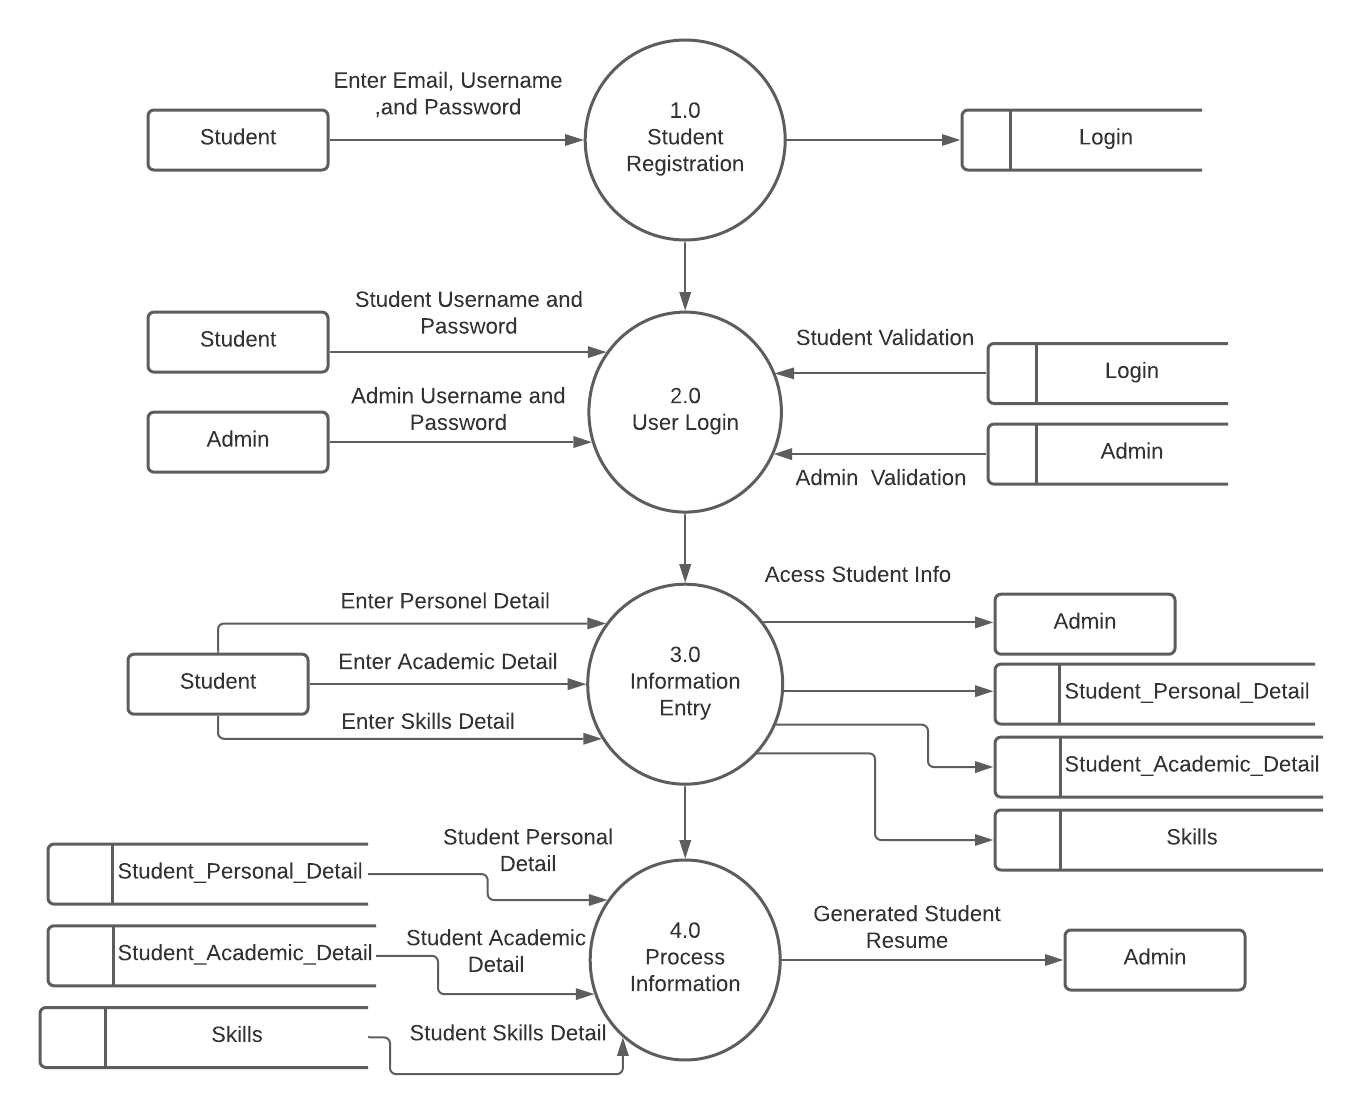 Enter Email, Username
,and Password
Student
1.0
Student
Registration
Login
Student Username and
Password
Student
Admin Username and
Password
Admin
2.0
User Login
Student Validation
Login
Admin
Admin  Validation
Acess Student Info
Enter Personel Detail
Enter Academic Detail
Student
Enter Skills Detail
3.0
Information
Entry
Admin
Student_Personal_Detail
Student_Academic_Detail
Skills
Student Personal
Detail
Student_Personal_Detail
Student Academic
Detail
Student_Academic_Detail
Skills
Student Skills Detail
4.0
Process
Information
Generated Student
Resume
Admin